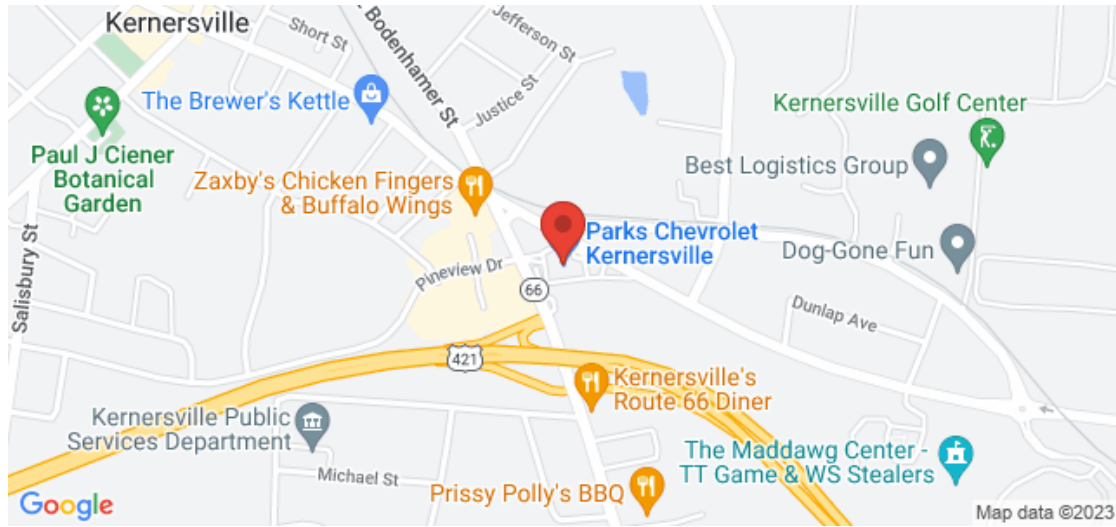 Kernersville
Short St
Bodenhamer St
Jefferson St
Justice St
The Brewer's Kettle
Kernersville Golf Center
Paul J Ciener
Botanical
Garden
Best Logistics Group
Zaxby's Chicken Fingers
& Buffalo Wings
Parks Chevrolet
Kernersville
Dog-Gone Fun
Pineview Dr
Salisbury St
66
Dunlap Ave
421
Kernersville's
Route 66 Diner
Kernersville Public
Services Department
The Maddawg Center -
TT Game & WS Stealers
Michael St
Prissy Polly's BBQ
Google
Map data ©2023